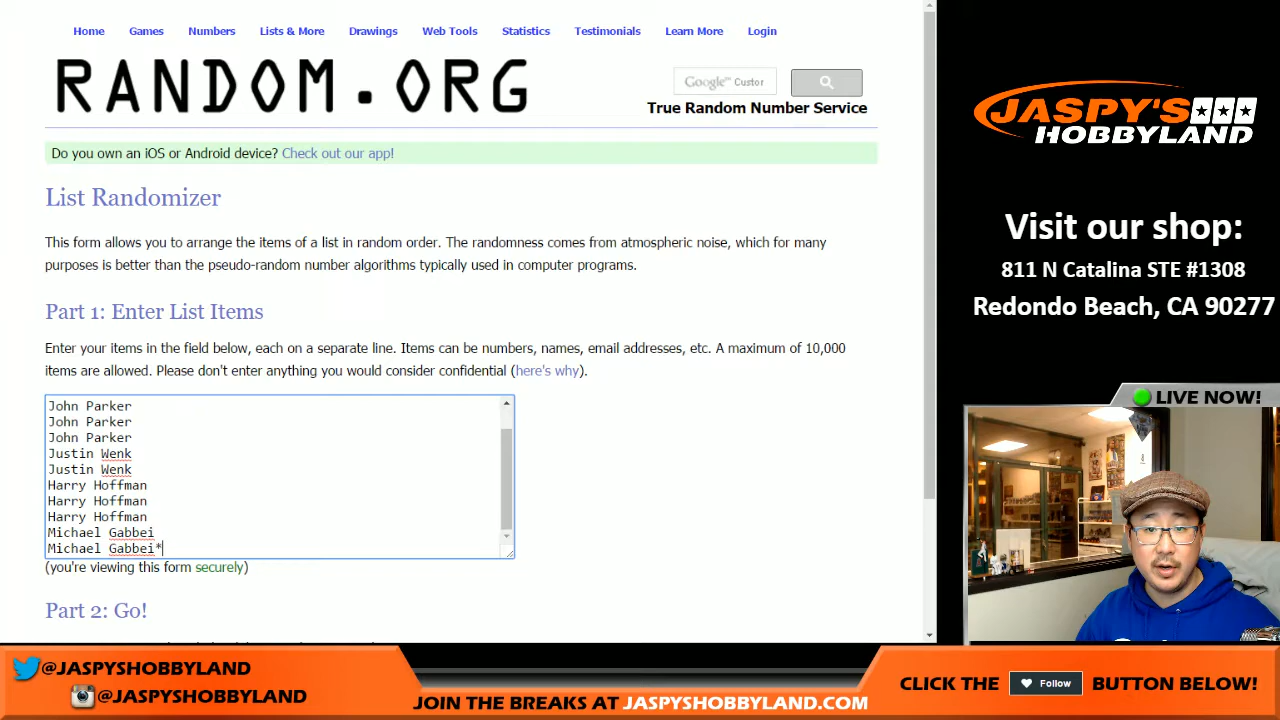 Home Games Numbers Lists & More Drawings Web Tools Statistics Testimonials Learn More Login
RANDOM.ORG
Google™ Custor
True Random Number Service
Do you own an iOS or Android device? Check out our app!
List Randomizer
This form allows you to arrange the items of a list in random order. The randomness comes from atmospheric noise, which for many
purposes is better than the pseudo-random number algorithms typically used in computer programs.
Part 1: Enter List Items
Enter your items in the field below, each on a separate line. Items can be numbers, names, email addresses, etc. A maximum of 10,000
items are allowed. Please don't enter anything you would consider confidential (here's why).
John Parker
John Parker
John Parker
Justin Wenk
Justin Wenk
Harry Hoffman
Harry Hoffman
Harry Hoffman
Michael Gabbei
Michael Gabbei*
(you're viewing this form securely)
Part 2: Go!
JASPY'S
HOBBYLAND
Visit our shop:
811 N Catalina STE #1308
Redondo Beach, CA 90277
LIVE NOW!
@JASPYSHOBBYLAND
@JASPYSHOBBYLAND
JOIN THE BREAKS AT JASPYSHOBBYLAND.COM
CLICK THE Follow BUTTON BELOW!